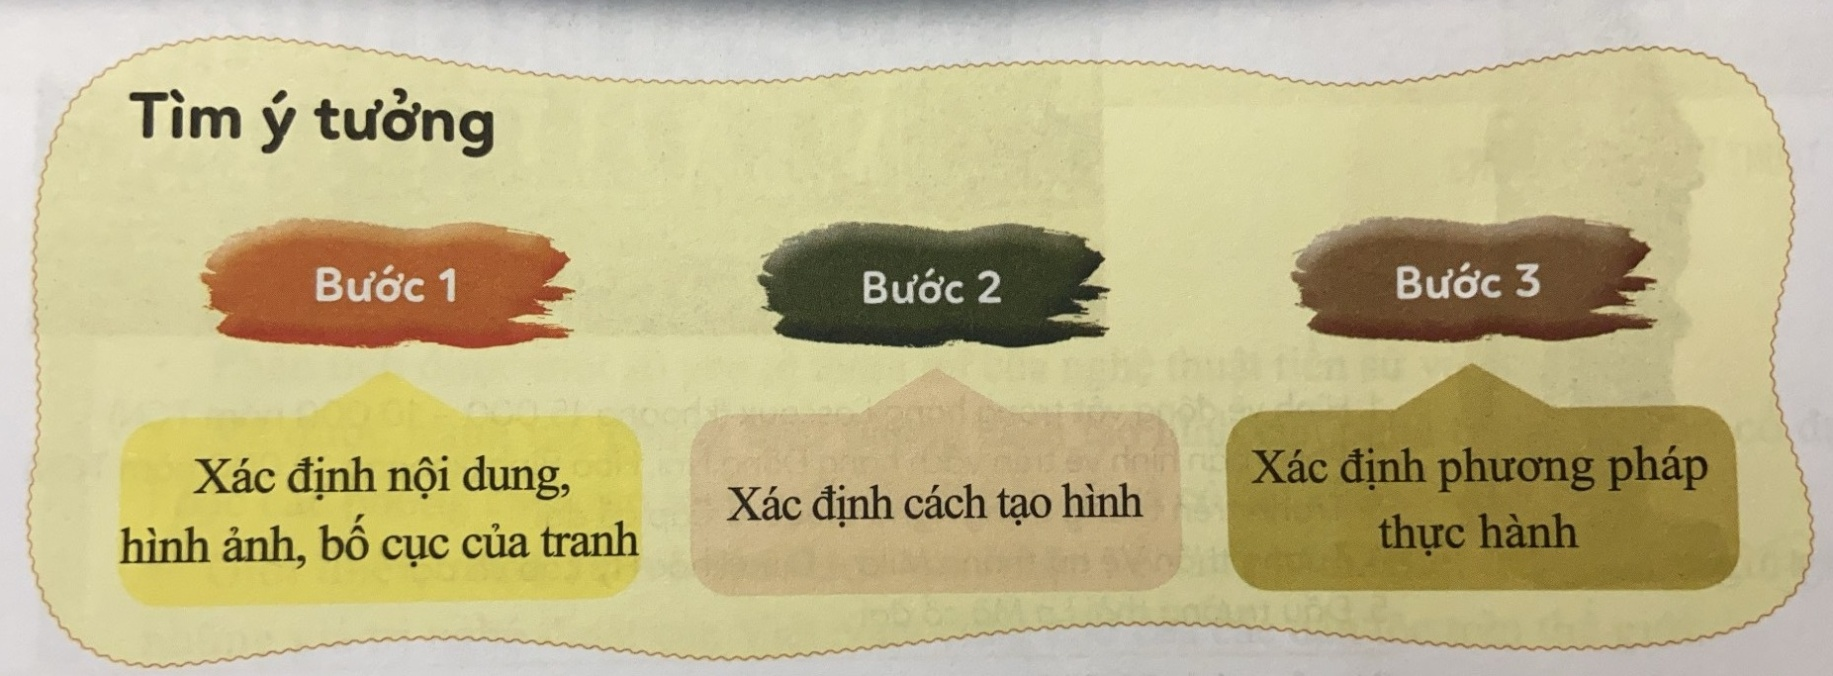 Tìm ý tưởng
Bước 1
Xác định nội dung,
hình ảnh, bố cục của tranh
Bước 2
Xác định cách tạo hình
Bước 3
Xác định phương pháp
thực hành